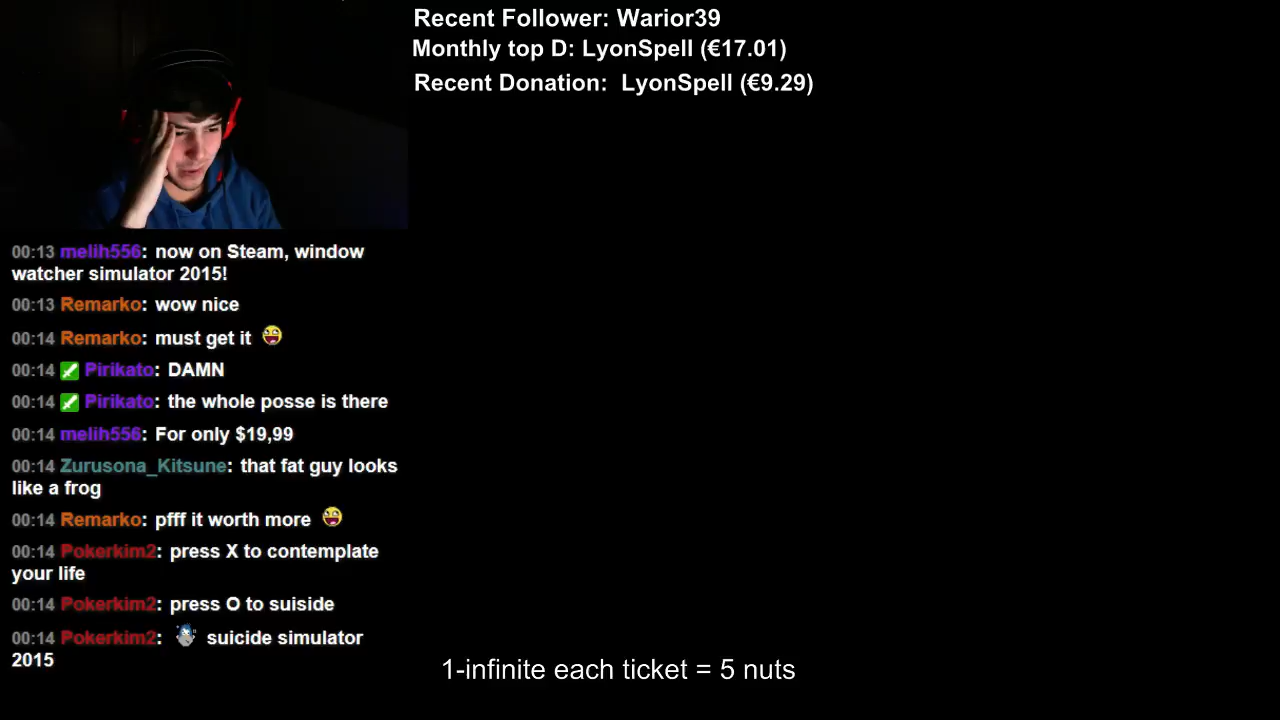 Recent Follower: Warior39
Monthly top D: LyonSpell (€17.01)
Recent Donation: LyonSpell (€9.29)
00:13 melih556: now on Steam, window
watcher simulator 2015!
00:13 Remarko: wow nice
00:14 Remarko: must get it
00:14 Pirikato: DAMN
00:14 Pirikato: the whole posse is there
00:14 melih556: For only $19,99
00:14 Zurusona_Kitsune: that fat guy looks
like a frog
00:14 Remarko: pfff it worth more
00:14 Pokerkim2: press X to contemplate
your life
00:14 Pokerkim2: press O to suiside
00:14 Pokerkim2: suicide simulator
2015
1-infinite each ticket = 5 nuts